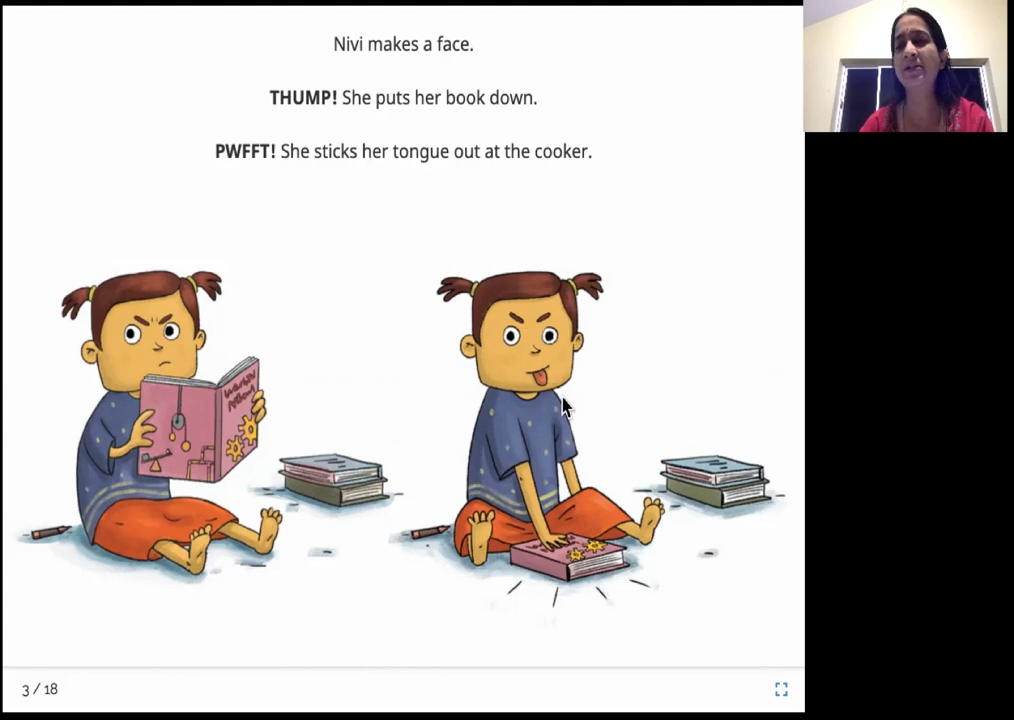 Nivi makes a face.
THUMP! She puts her book down.
PWFFT! She sticks her tongue out at the cooker.
3 / 18